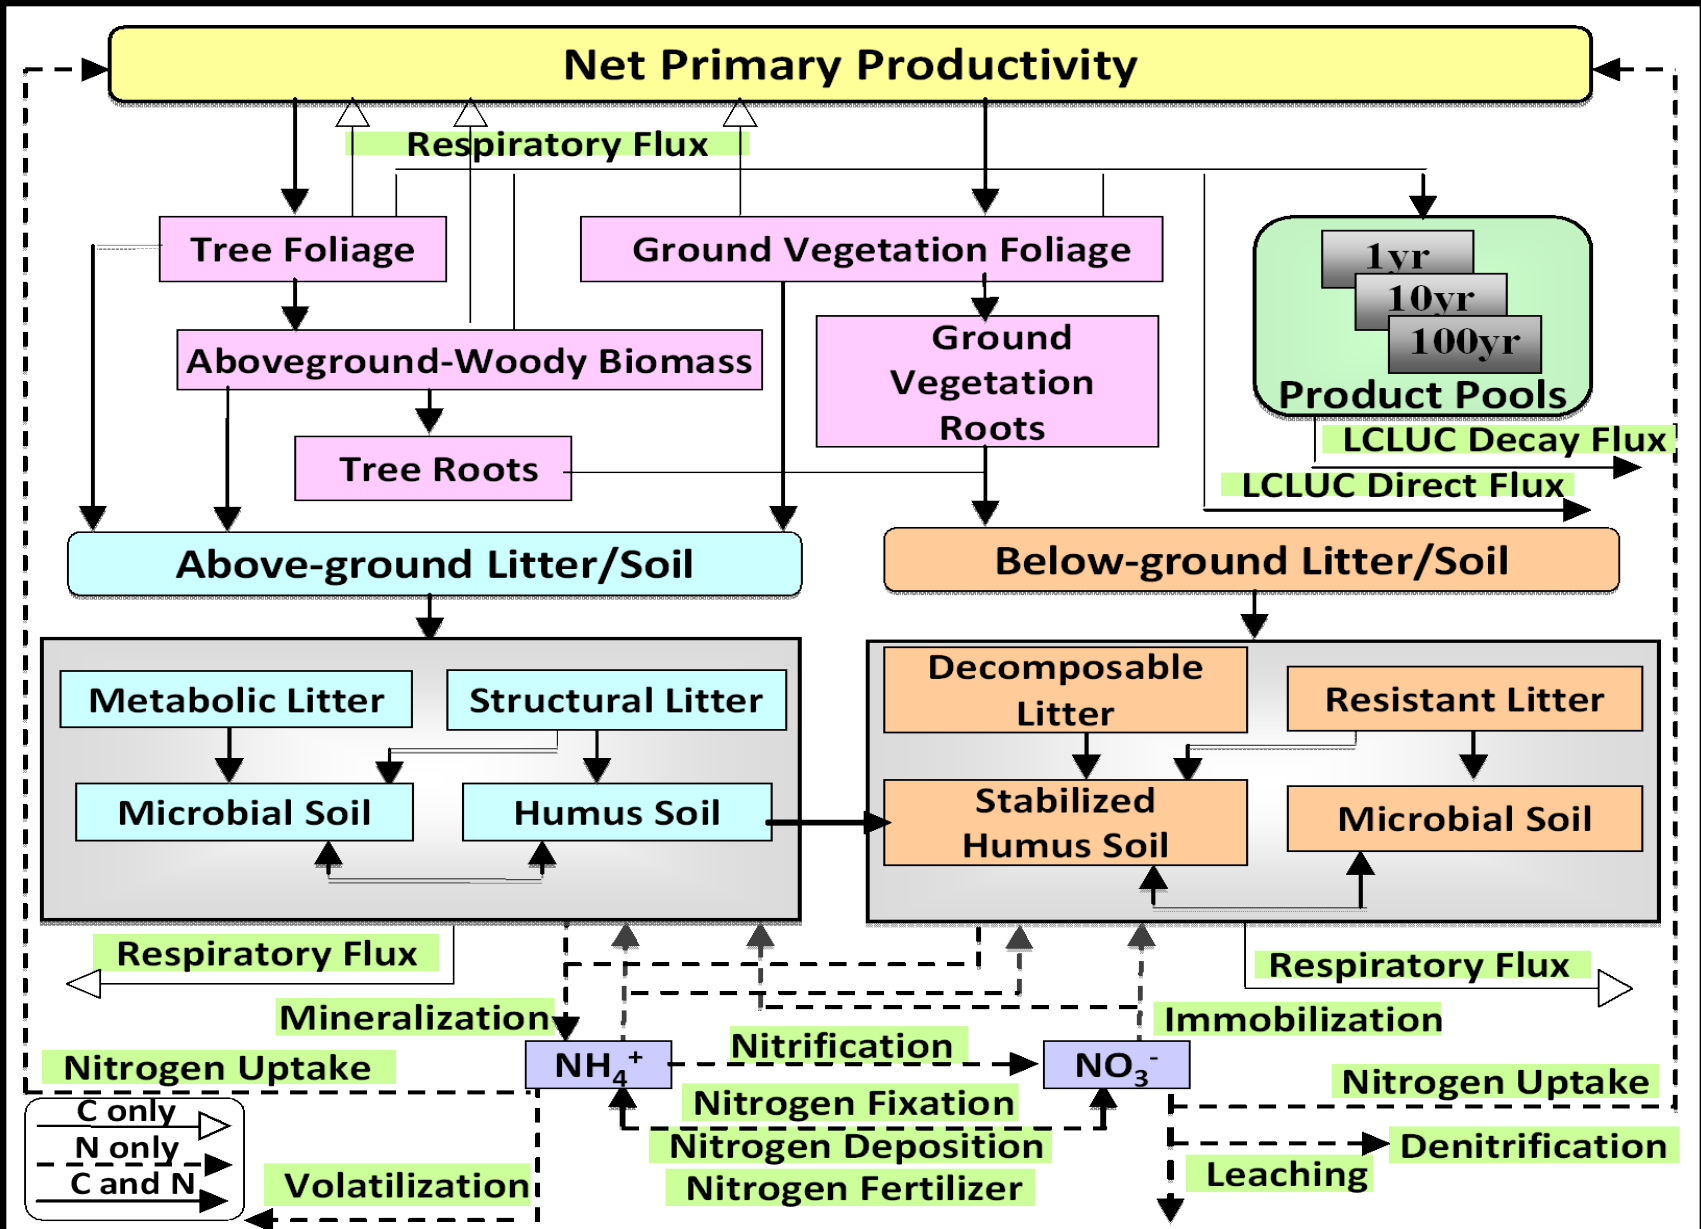 Net Primary Productivity
Respiratory Flux
Tree Foliage
Ground Vegetation Foliage
1yr
10yr
100yr
Product Pools
Aboveground-Woody Biomass
Ground
Vegetation
Roots
Tree Roots
LCLUC Decay Flux
LCLUC Direct Flux
Above-ground Litter/Soil
Below-ground Litter/Soil
Metabolic Litter
Structural Litter
Decomposable
Litter
Resistant Litter
Microbial Soil
Humus Soil
Stabilized
Humus Soil
Microbial Soil
Respiratory Flux
Respiratory Flux
Mineralization
Immobilization
NH₄⁺
Nitrification
NO₃⁻
Nitrogen Uptake
Nitrogen Uptake
Nitrogen Fixation
Nitrogen Deposition
Nitrogen Fertilizer
Denitrification
Leaching
Volatilization
C only
N only
C and N